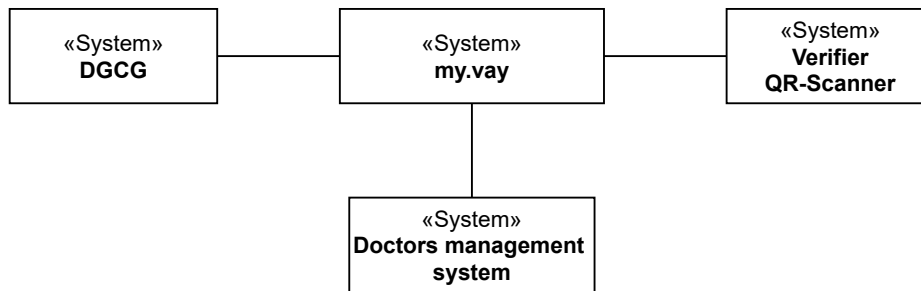 «System»
DGCG
«System»
my.vay
«System»
Verifier
QR-Scanner
«System»
Doctors management
system